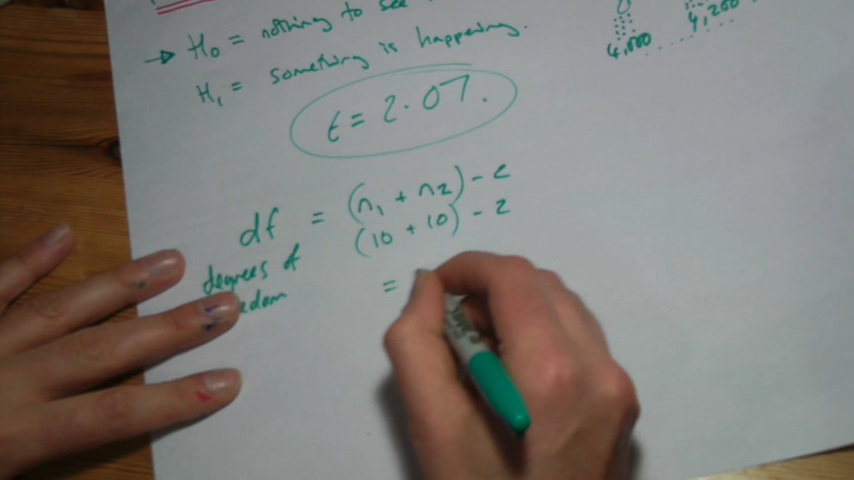 H₀ = nothing to see
H₁ = something is happening.
t = 2.07.
df = (n₁ + n₂) - 2
(10 + 10) - 2
degrees of
edom
=
4,000
4,200